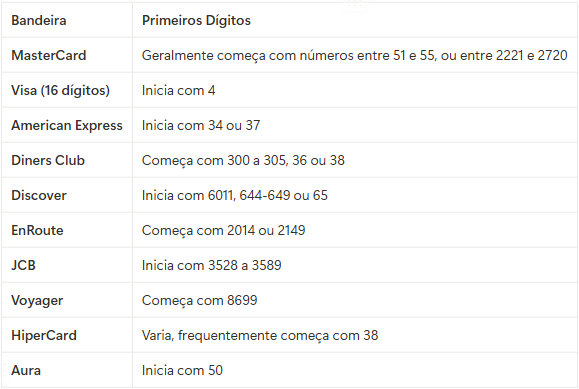 Bandeira Primeiros Dígitos
MasterCard Geralmente começa com números entre 51 e 55, ou entre 2221 e 2720
Visa (16 dígitos) Inicia com 4
American Express Inicia com 34 ou 37
Diners Club Começa com 300 a 305, 36 ou 38
Discover Inicia com 6011, 644-649 ou 65
EnRoute Começa com 2014 ou 2149
JCB Inicia com 3528 a 3589
Voyager Começa com 8699
HiperCard Varia, frequentemente começa com 38
Aura Inicia com 50